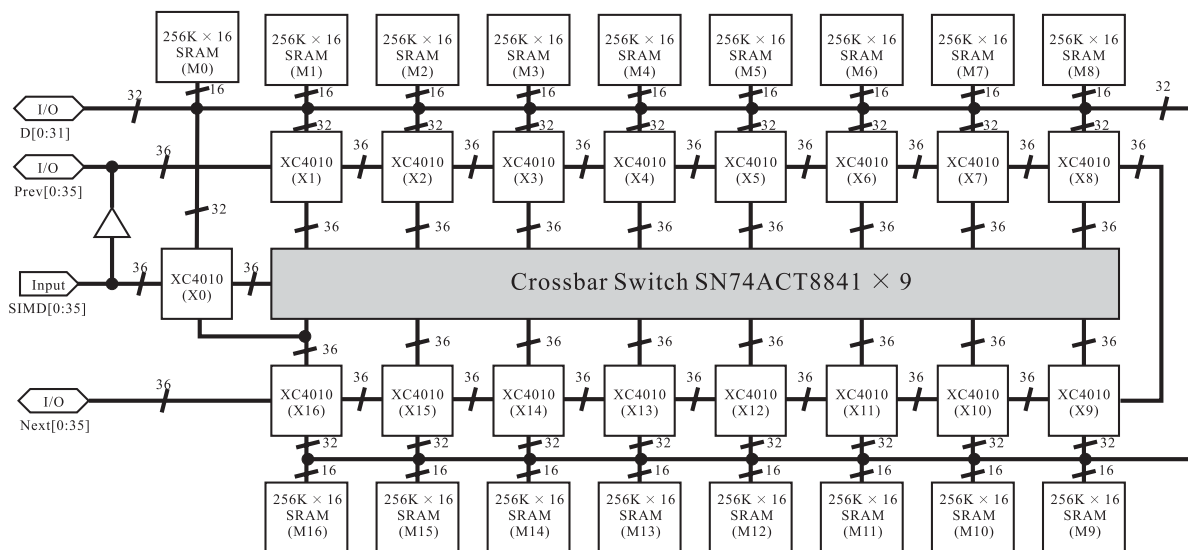 256K × 16
SRAM
(M0)
256K × 16
SRAM
(M1)
256K × 16
SRAM
(M2)
256K × 16
SRAM
(M3)
256K × 16
SRAM
(M4)
256K × 16
SRAM
(M5)
256K × 16
SRAM
(M6)
256K × 16
SRAM
(M7)
256K × 16
SRAM
(M8)
16 16 16 16 16 16 16 16 16
I/O 32 32
D[0:31]
32 32 32 32 32 32 32 32
I/O
Prev[0:35]
36 36 36 36 36 36 36 36 36
XC4010
(X1)
XC4010
(X2)
XC4010
(X3)
XC4010
(X4)
XC4010
(X5)
XC4010
(X6)
XC4010
(X7)
XC4010
(X8)
32
36 36 36 36 36 36 36 36
Input
SIMD[0:35]
36
XC4010
(X0)
36
Crossbar Switch SN74ACT8841 × 9
36 36 36 36 36 36 36 36
I/O
Next[0:35]
36 36 36 36 36 36 36 36
XC4010
(X16)
XC4010
(X15)
XC4010
(X14)
XC4010
(X13)
XC4010
(X12)
XC4010
(X11)
XC4010
(X10)
XC4010
(X9)
32 32 32 32 32 32 32 32
16 16 16 16 16 16 16 16
256K × 16
SRAM
(M16)
256K × 16
SRAM
(M15)
256K × 16
SRAM
(M14)
256K × 16
SRAM
(M13)
256K × 16
SRAM
(M12)
256K × 16
SRAM
(M11)
256K × 16
SRAM
(M10)
256K × 16
SRAM
(M9)